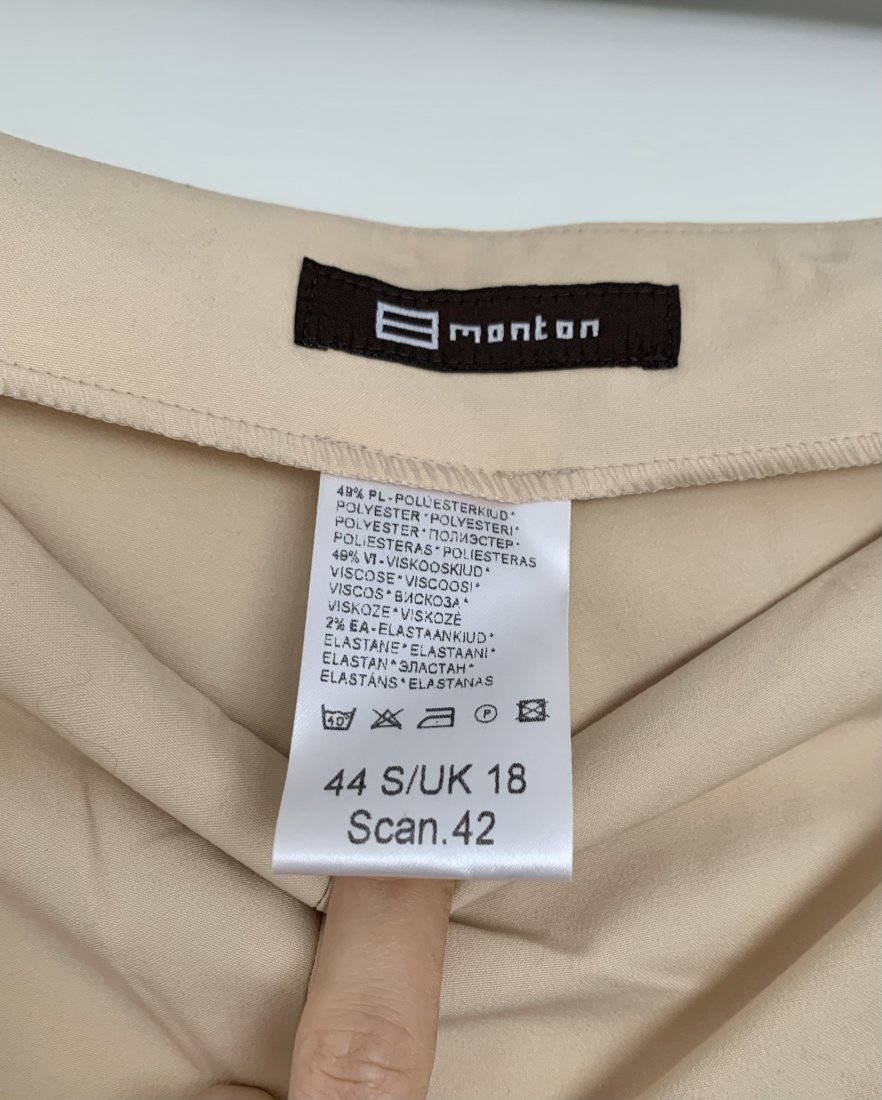 monton
49% PL-POLÜESTERKIUD*
POLYESTER*POLYESTERI*
POLYESTER*ПОЛИЭСТЕР*
POLIESTERAS*POLIESTERAS
49% VI-VISKOOSKIUD*
VISCOSE*VISCOOSI*
VISCOS*ВИСКОЗА*
VISKOZE*VISKOZĖ
2% EA-ELASTAANKIUD*
ELASTANE*ELASTAANI*
ELASTAN*ЭЛАСТАН*
ELASTĀNS*ELASTANAS
40° P
44 S/UK 18
Scan.42